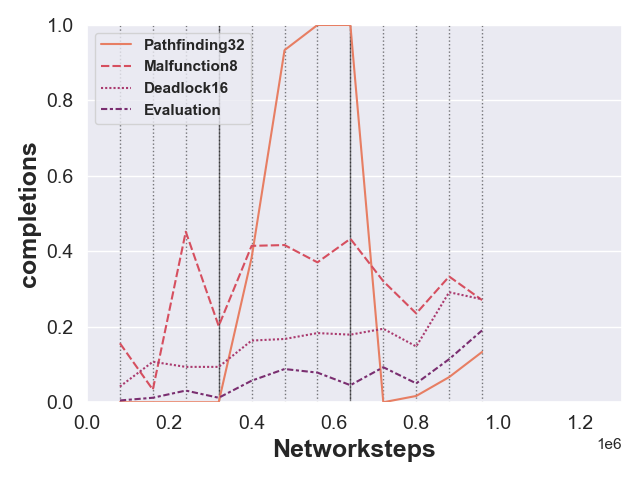 1.0
0.8
0.6
0.4
0.2
0.0
completions
Pathfinding32
Malfunction8
Deadlock16
Evaluation
0.0 0.2 0.4 0.6 0.8 1.0 1.2
1e6
Networksteps